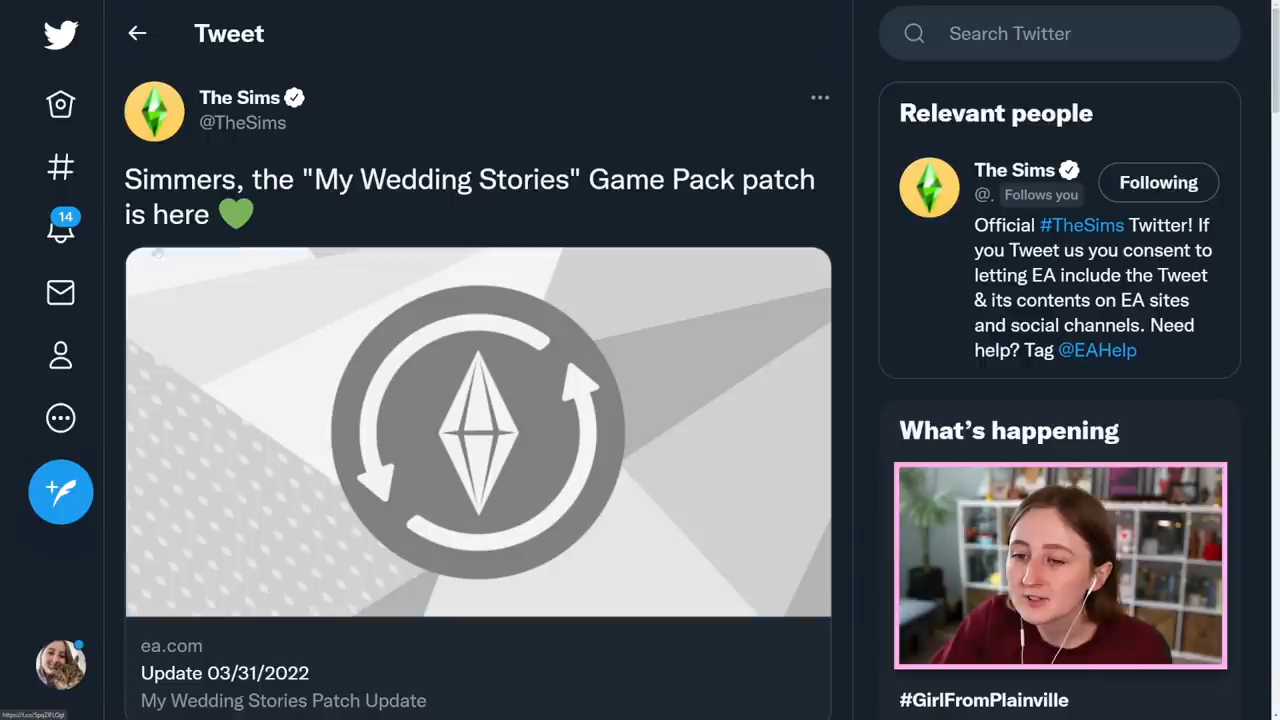 Tweet
The Sims
@TheSims
Simmers, the "My Wedding Stories" Game Pack patch
is here
ea.com
Update 03/31/2022
My Wedding Stories Patch Update
14
Search Twitter
Relevant people
The Sims
@. Follows you
Following
Official #TheSims Twitter! If
you Tweet us you consent to
letting EA include the Tweet
& its contents on EA sites
and social channels. Need
help? Tag @EAHelp
What's happening
#GirlFromPlainville